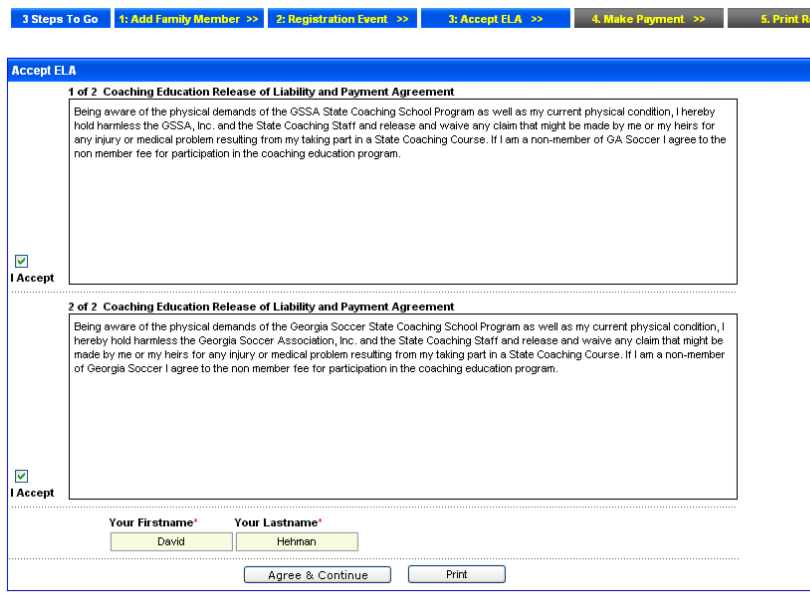 3 Steps To Go 1: Add Family Member >> 2: Registration Event >> 3: Accept ELA >> 4. Make Payment >> 5. Print
Accept ELA
1 of 2 Coaching Education Release of Liability and Payment Agreement
Being aware of the physical demands of the GSSA State Coaching School Program as well as my current physical condition, I hereby
hold harmless the GSSA, Inc. and the State Coaching Staff and release and waive any claim that might be made by me or my heirs for
any injury or medical problem resulting from my taking part in a State Coaching Course. If I am a non-member of GA Soccer I agree to the
non member fee for participation in the coaching education program.
I Accept
2 of 2 Coaching Education Release of Liability and Payment Agreement
Being aware of the physical demands of the Georgia Soccer State Coaching School Program as well as my current physical condition, I
hereby hold harmless the Georgia Soccer Association, Inc. and the State Coaching Staff and release and waive any claim that might be
made by me or my heirs for any injury or medical problem resulting from my taking part in a State Coaching Course. If I am a non-member
of Georgia Soccer I agree to the non member fee for participation in the coaching education program.
I Accept
Your Firstname* Your Lastname*
David Hehman
Agree & Continue Print